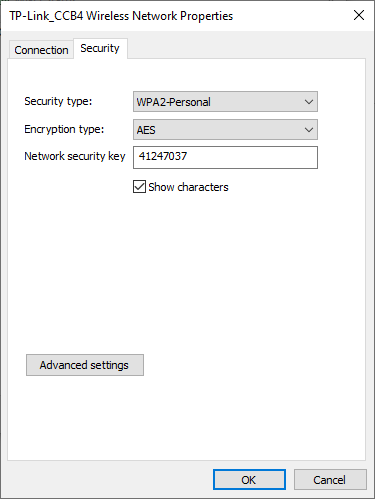 TP-Link_CCB4 Wireless Network Properties
Connection
Security
Security type:
WPA2-Personal
Encryption type:
AES
Network security key
41247037
Show characters
Advanced settings
OK
Cancel